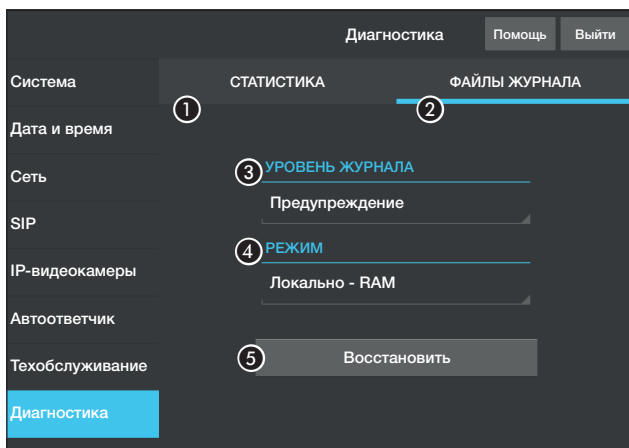 Диагностика Помощь Выйти
Система
Дата и время
Сеть
SIP
IP-видеокамеры
Автоответчик
Техобслуживание
Диагностика
СТАТИСТИКА ФАЙЛЫ ЖУРНАЛА
1 2
3 УРОВЕНЬ ЖУРНАЛА
Предупреждение
4 РЕЖИМ
Локально - RAM
5 Восстановить